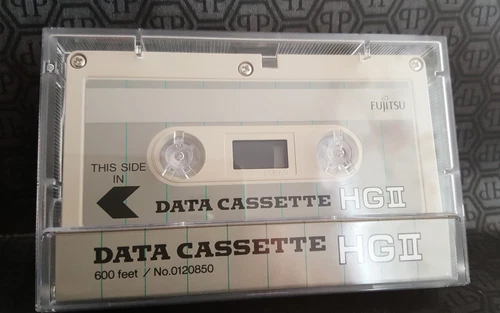 FUJITSU
THIS SIDE
IN
DATA CASSETTE HGII
DATA CASSETTE HGII
600 feet / No.0120850